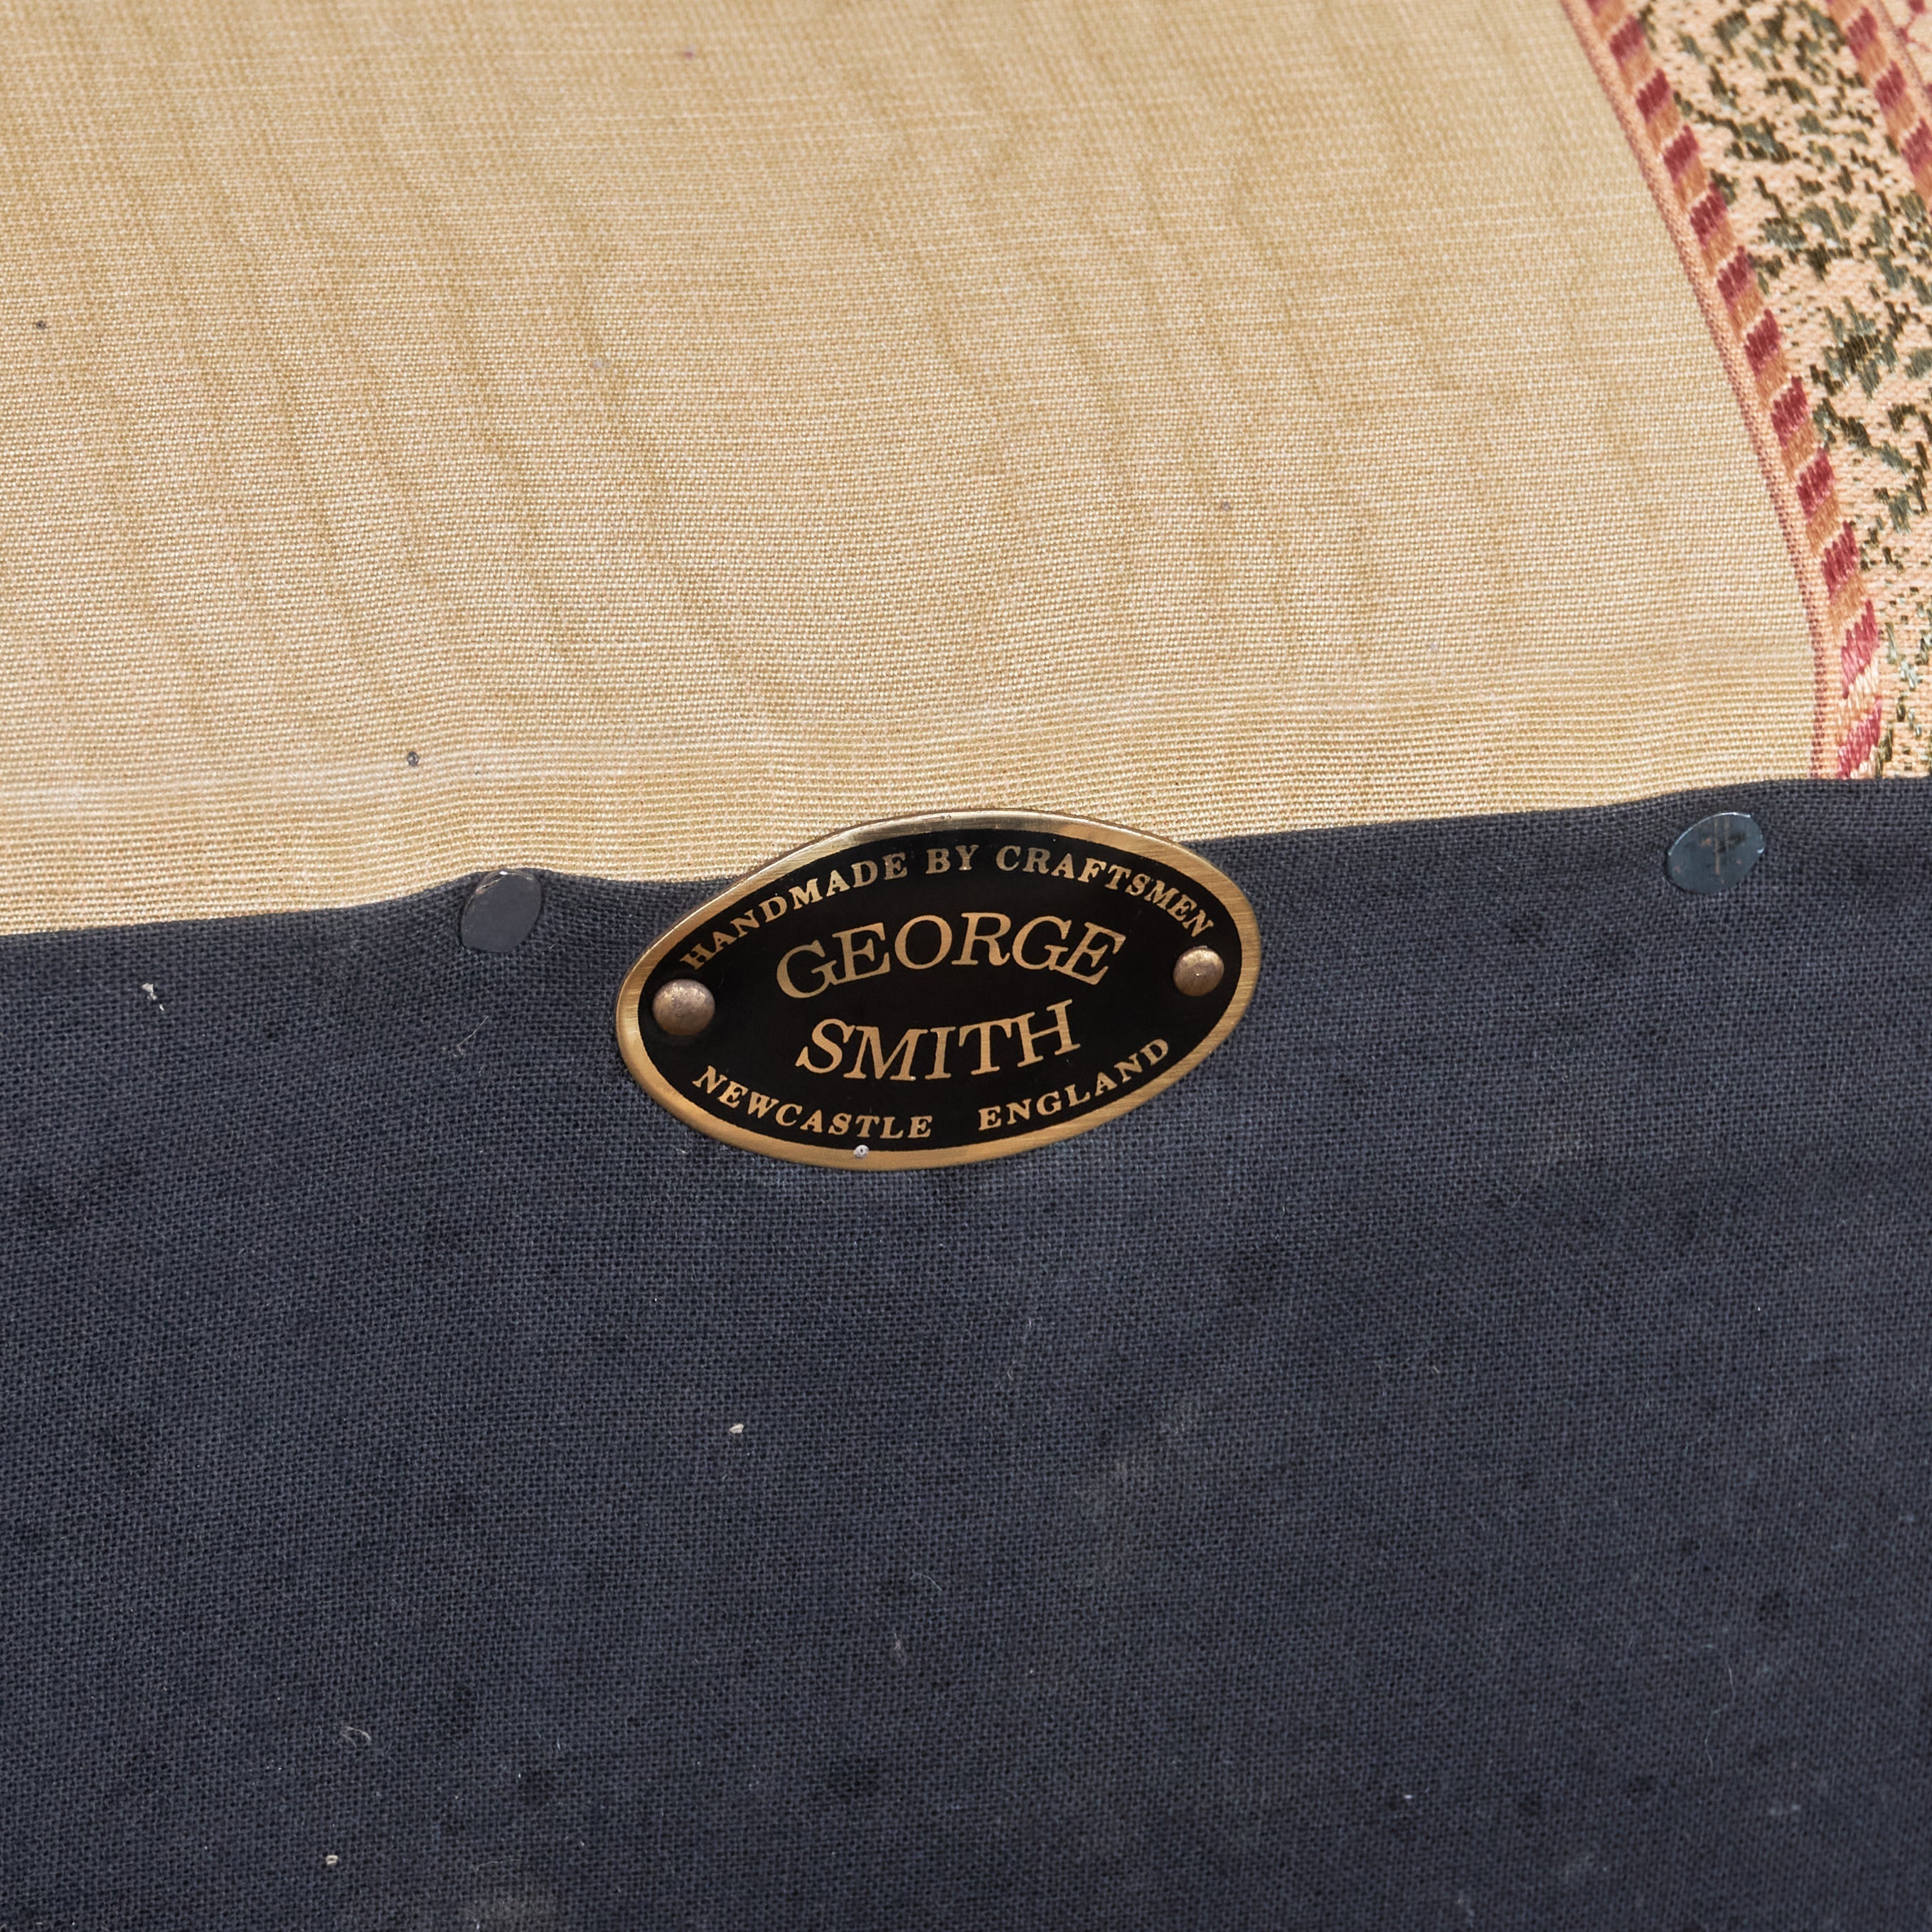 HANDMADE BY CRAFTSMEN
GEORGE
SMITH
NEWCASTLE ENGLAND